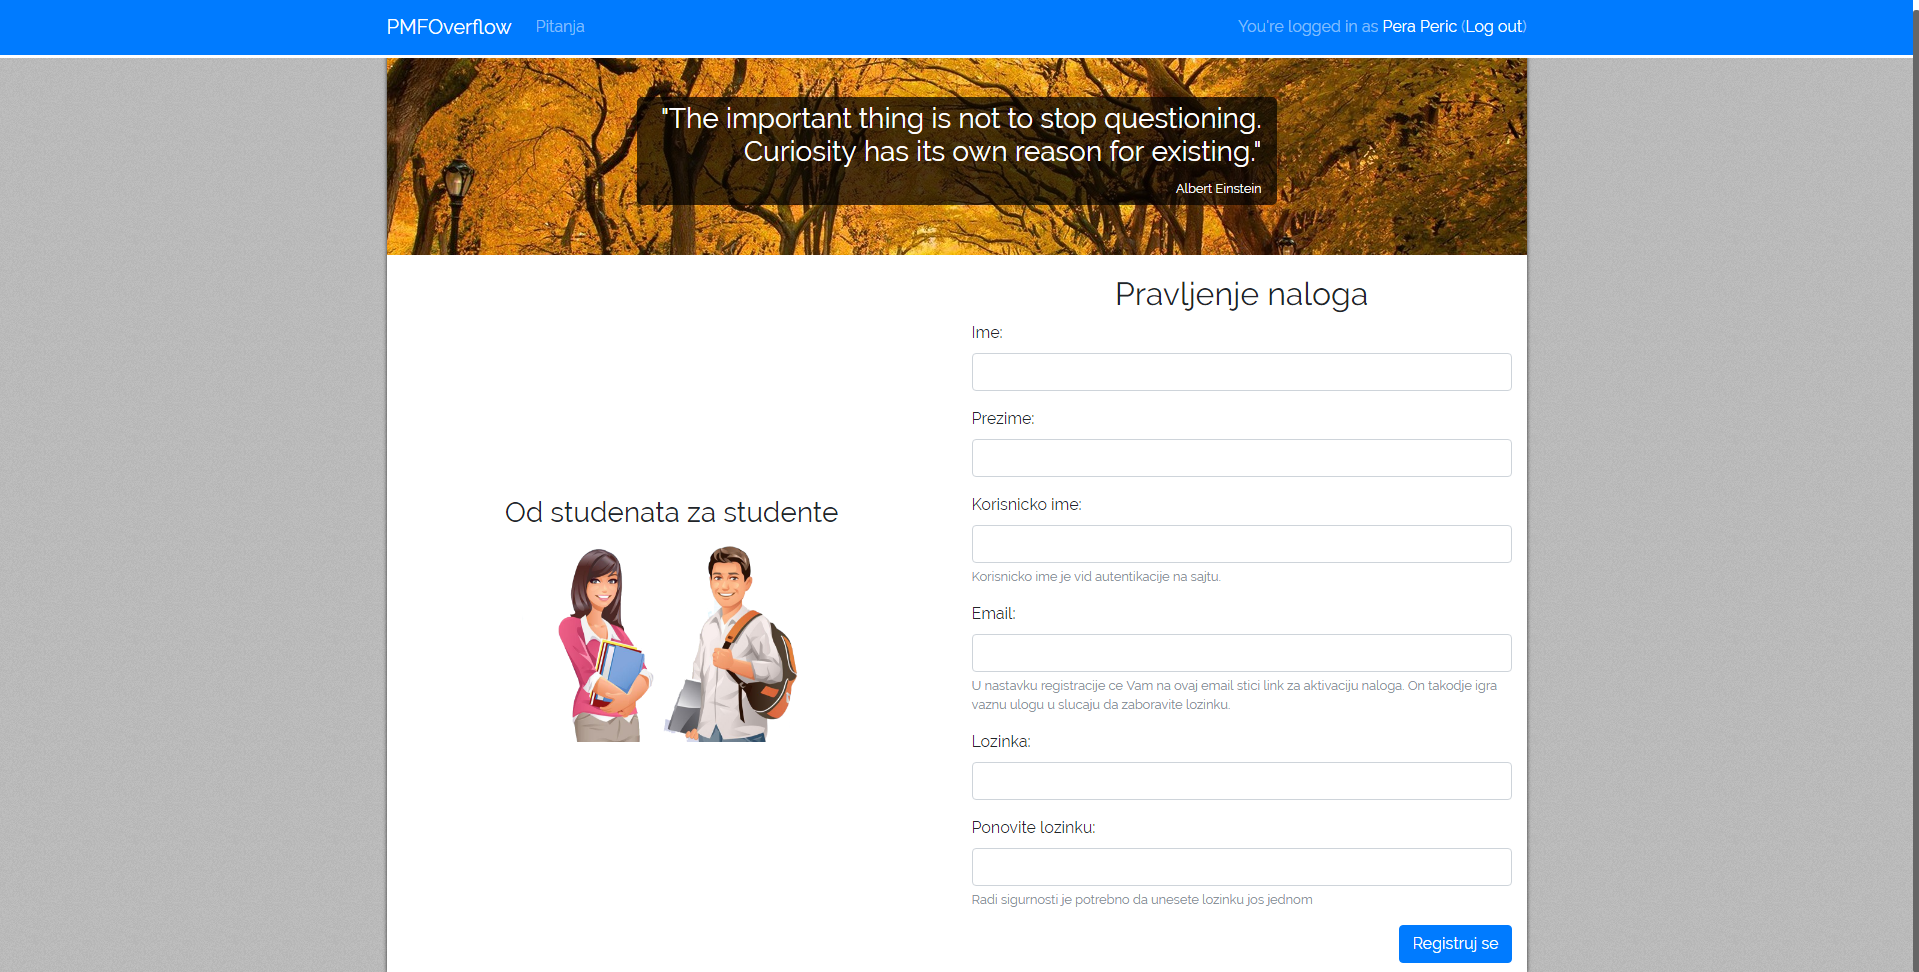 PMFOverflow Pitanja You're logged in as Pera Peric (Log out)
"The important thing is not to stop questioning.
Curiosity has its own reason for existing."
Albert Einstein
Pravljenje naloga
Ime:
Prezime:
Korisnicko ime:
Korisnicko ime je vid autentikacije na sajtu.
Email:
U nastavku registracije ce Vam na ovaj email stici link za aktivaciju naloga. On takodje igra
vaznu ulogu u slucaju da zaboravite lozinku.
Lozinka:
Ponovite lozinku:
Radi sigurnosti je potrebno da unesete lozinku jos jednom
Registruj se
Od studenata za studente